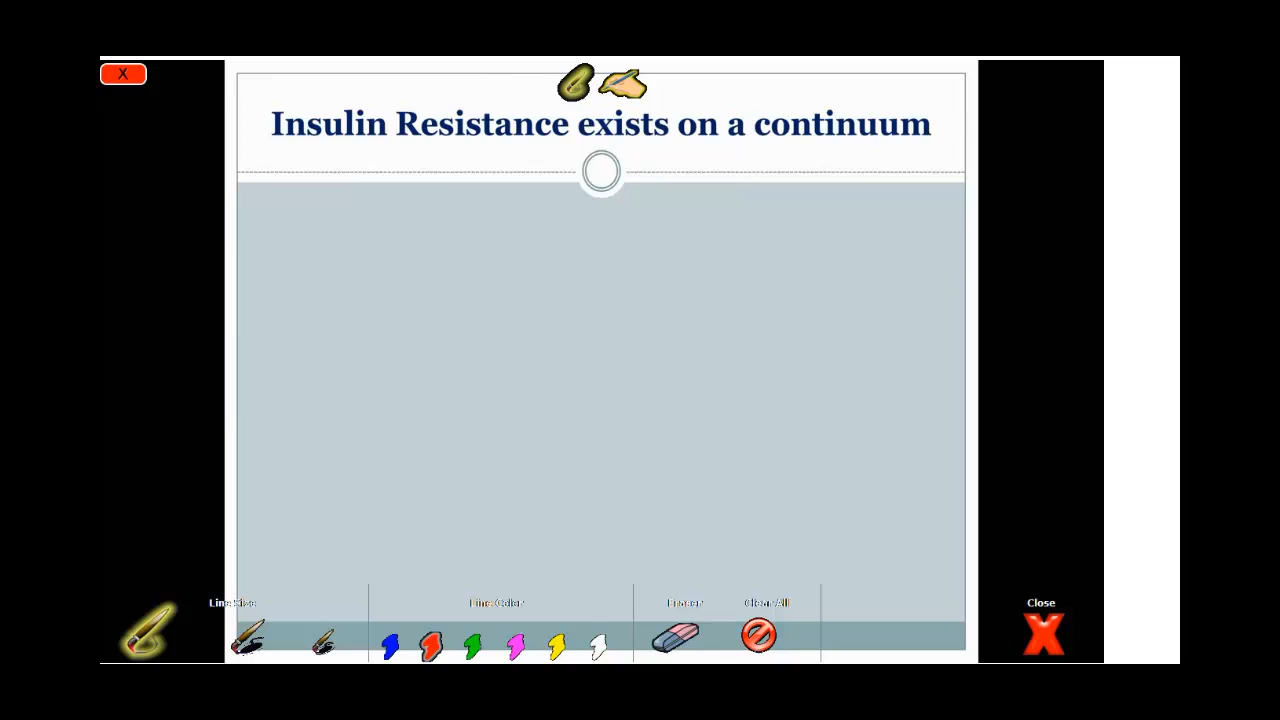 X
Insulin Resistance exists on a continuum
Line Size
Line Color
Eraser
Clear All
Close